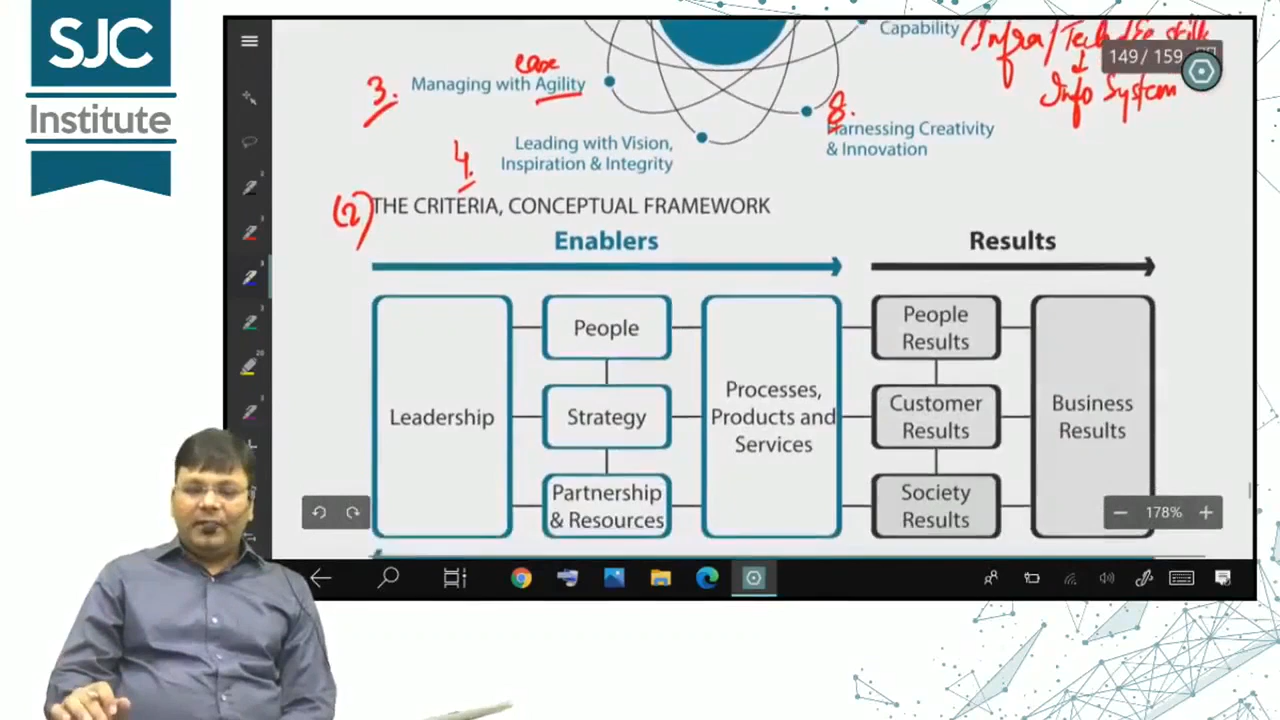 SJC
Institute
Capability
/Infra/Tech
149/159
Info System
3.
ease
Managing with Agility
8.
Harnessing Creativity
& Innovation
Leading with Vision,
Inspiration & Integrity
4.
(2) THE CRITERIA, CONCEPTUAL FRAMEWORK
Enablers
Results
Leadership
People
Strategy
Partnership
& Resources
Processes,
Products and
Services
People
Results
Customer
Results
Society
Results
Business
Results
178%